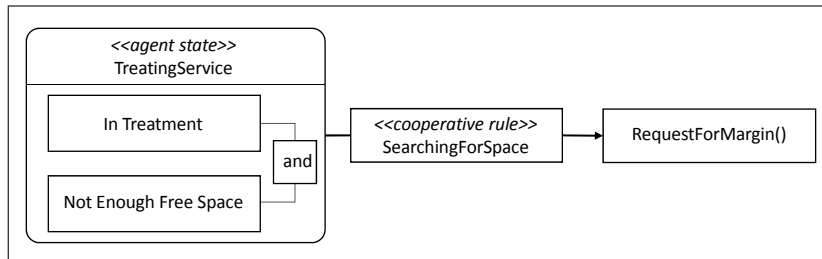 <<agent state>>
TreatingService
In Treatment
and
Not Enough Free Space
<<cooperative rule>>
SearchingForSpace
RequestForMargin()